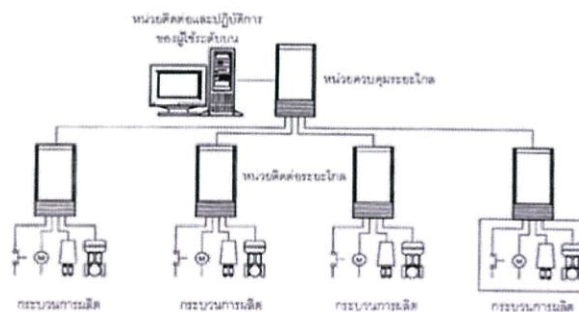 หน่วยติดต่อและปฏิบัติการ
ของผู้ใช้ระดับบน
หน่วยควบคุมระยะไกล
หน่วยติดต่อระยะไกล
M
M
M
M
กระบวนการผลิต
กระบวนการผลิต
กระบวนการผลิต
กระบวนการผลิต